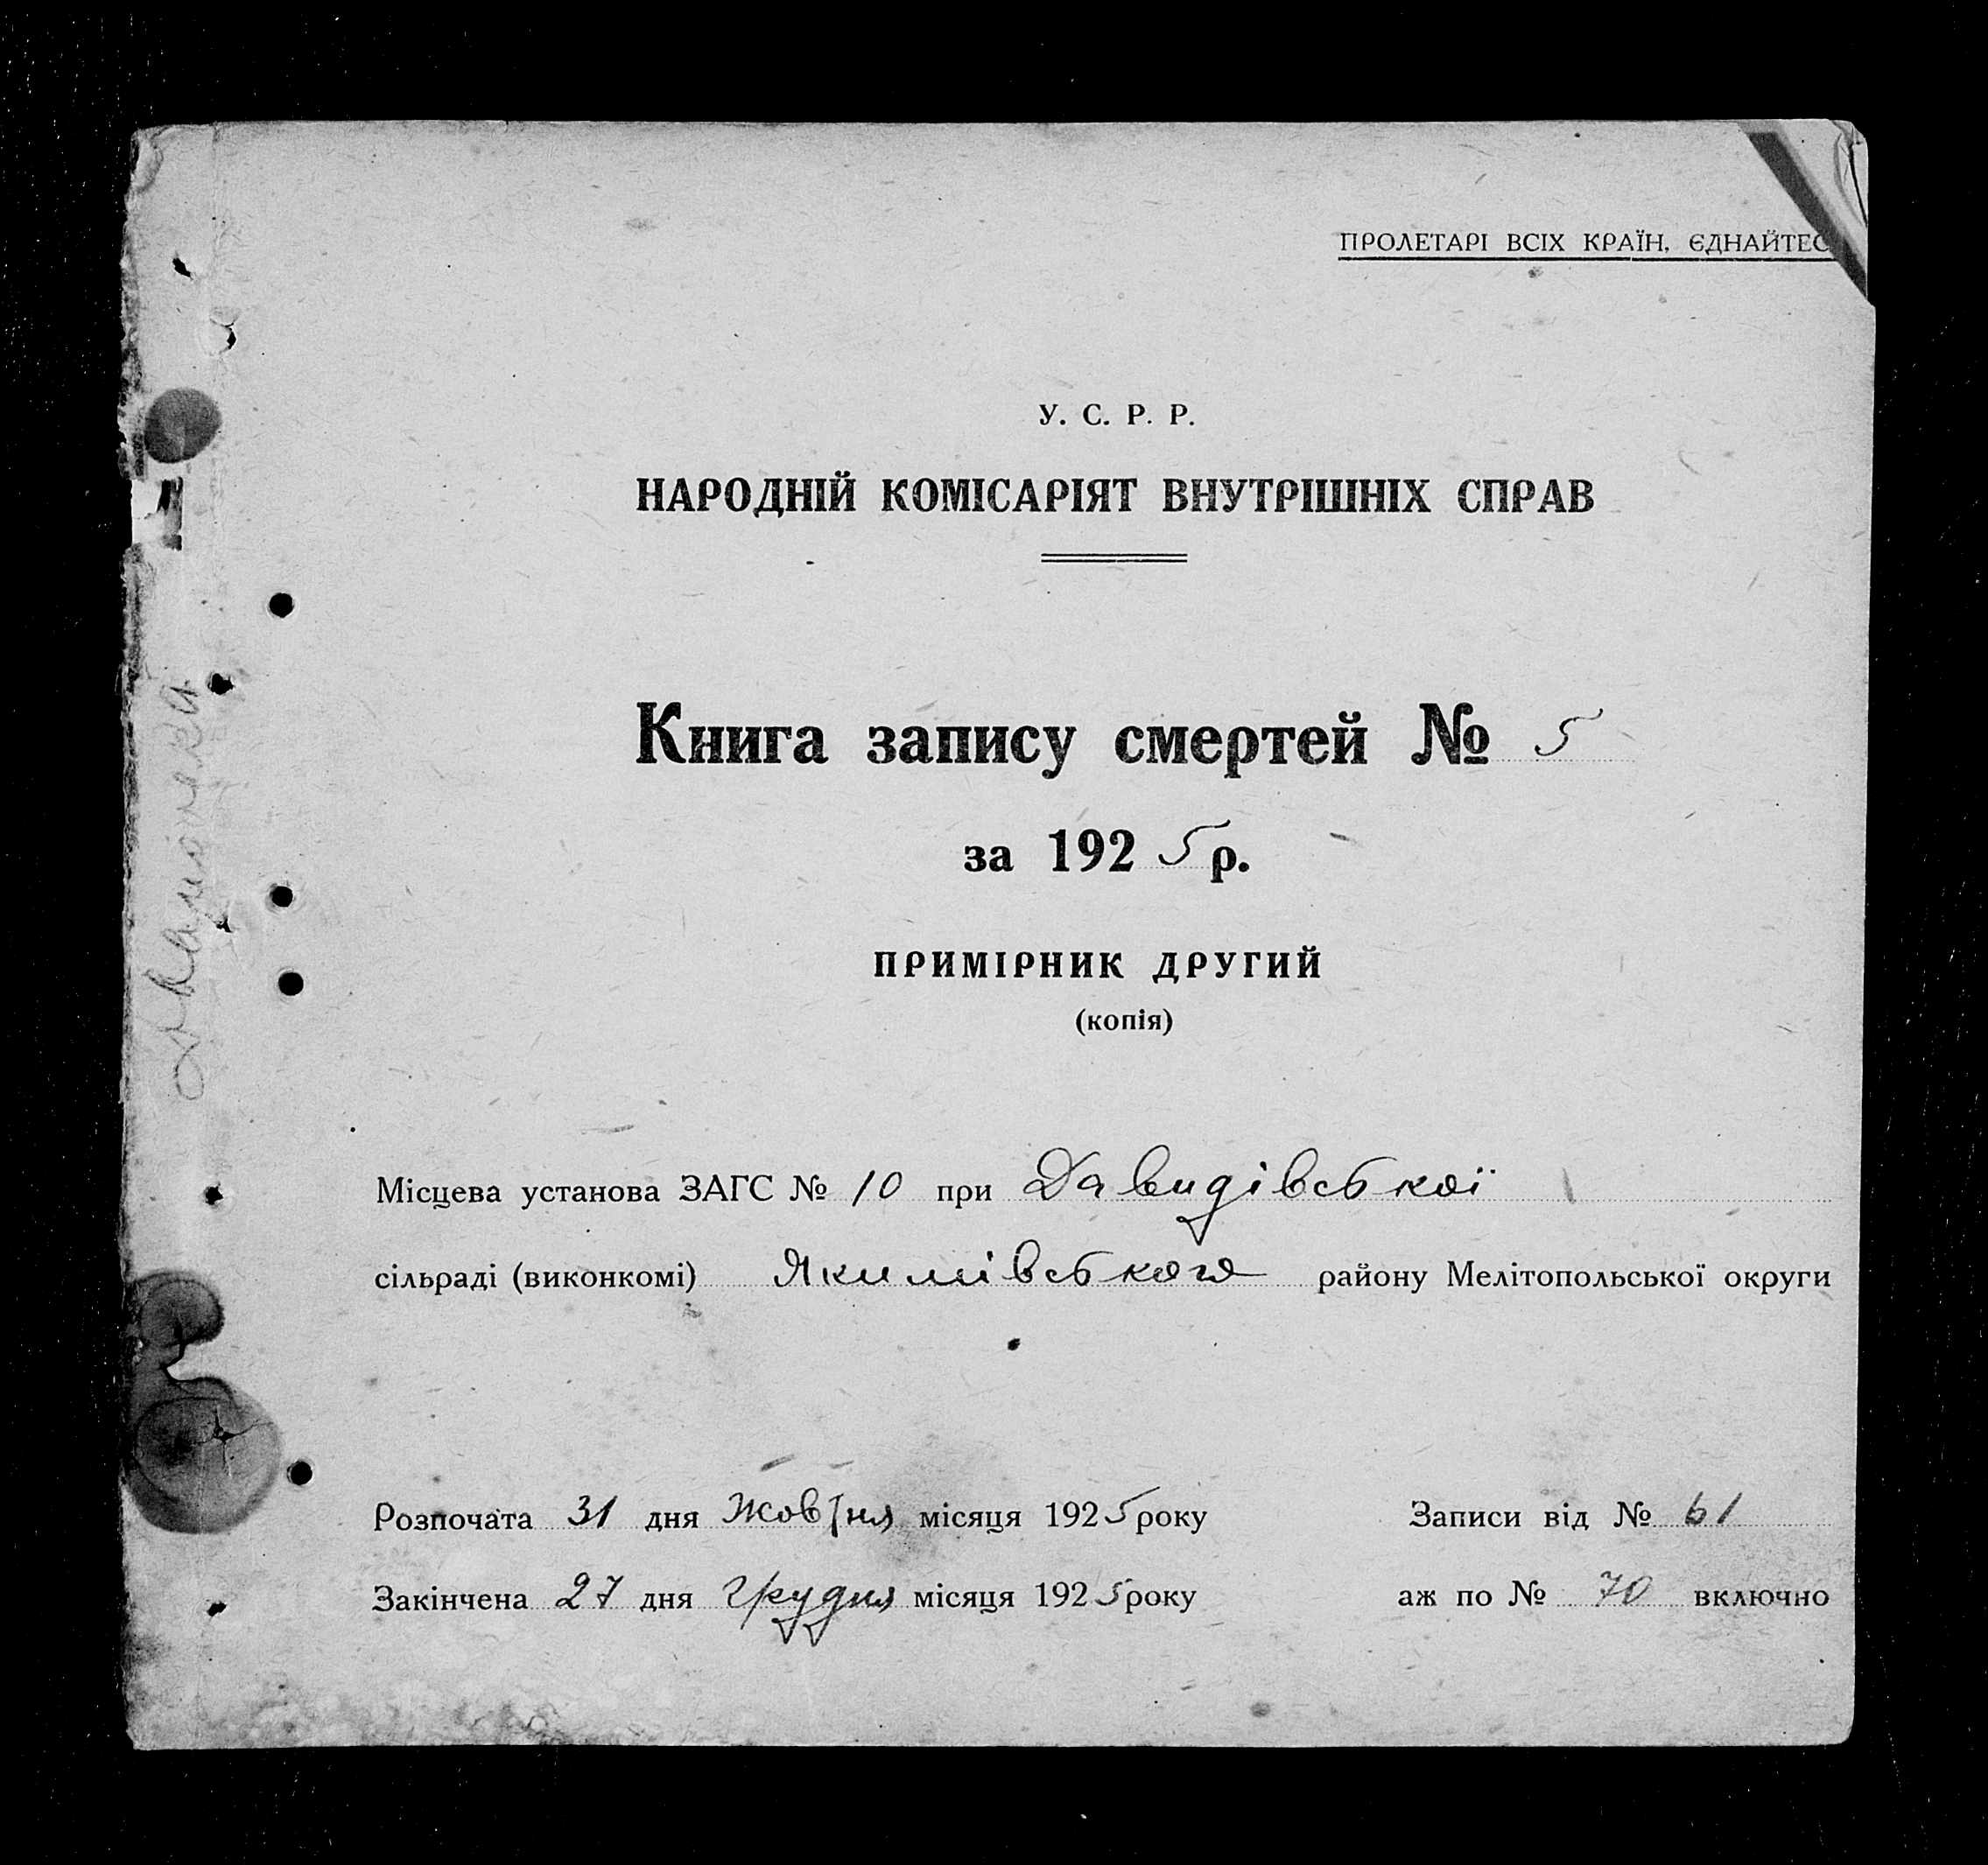 ПРОЛЕТАРІ ВСІХ КРАЇН, ЄДНАЙТЕС
У. С. Р. Р.
НАРОДНІЙ КОМІСАРІЯТ ВНУТРІШНІХ СПРАВ
Книга запису смертей № 5
за 1925 р.
ПРИМІРНИК ДРУГИЙ
(копія)
Місцева установа ЗАГС № 10 при Давидівської
сільраді (виконкомі) Якимівського району Мелітопольської округи
Розпочата 31 дня Жовтня місяця 1925 року Записи від № 61
Закінчена 27 дня Грудня місяця 1925 року аж по № 70 включно